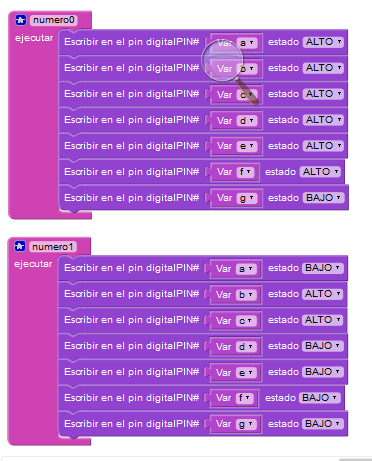 numero0
ejecutar Escribir en el pin digitalPIN# Var a estado ALTO
Escribir en el pin digitalPIN# Var b estado ALTO
Escribir en el pin digitalPIN# Var c estado ALTO
Escribir en el pin digitalPIN# Var d estado ALTO
Escribir en el pin digitalPIN# Var e estado ALTO
Escribir en el pin digitalPIN# Var f estado ALTO
Escribir en el pin digitalPIN# Var g estado BAJO
numero1
ejecutar Escribir en el pin digitalPIN# Var a estado BAJO
Escribir en el pin digitalPIN# Var b estado ALTO
Escribir en el pin digitalPIN# Var c estado ALTO
Escribir en el pin digitalPIN# Var d estado BAJO
Escribir en el pin digitalPIN# Var e estado BAJO
Escribir en el pin digitalPIN# Var f estado BAJO
Escribir en el pin digitalPIN# Var g estado BAJO